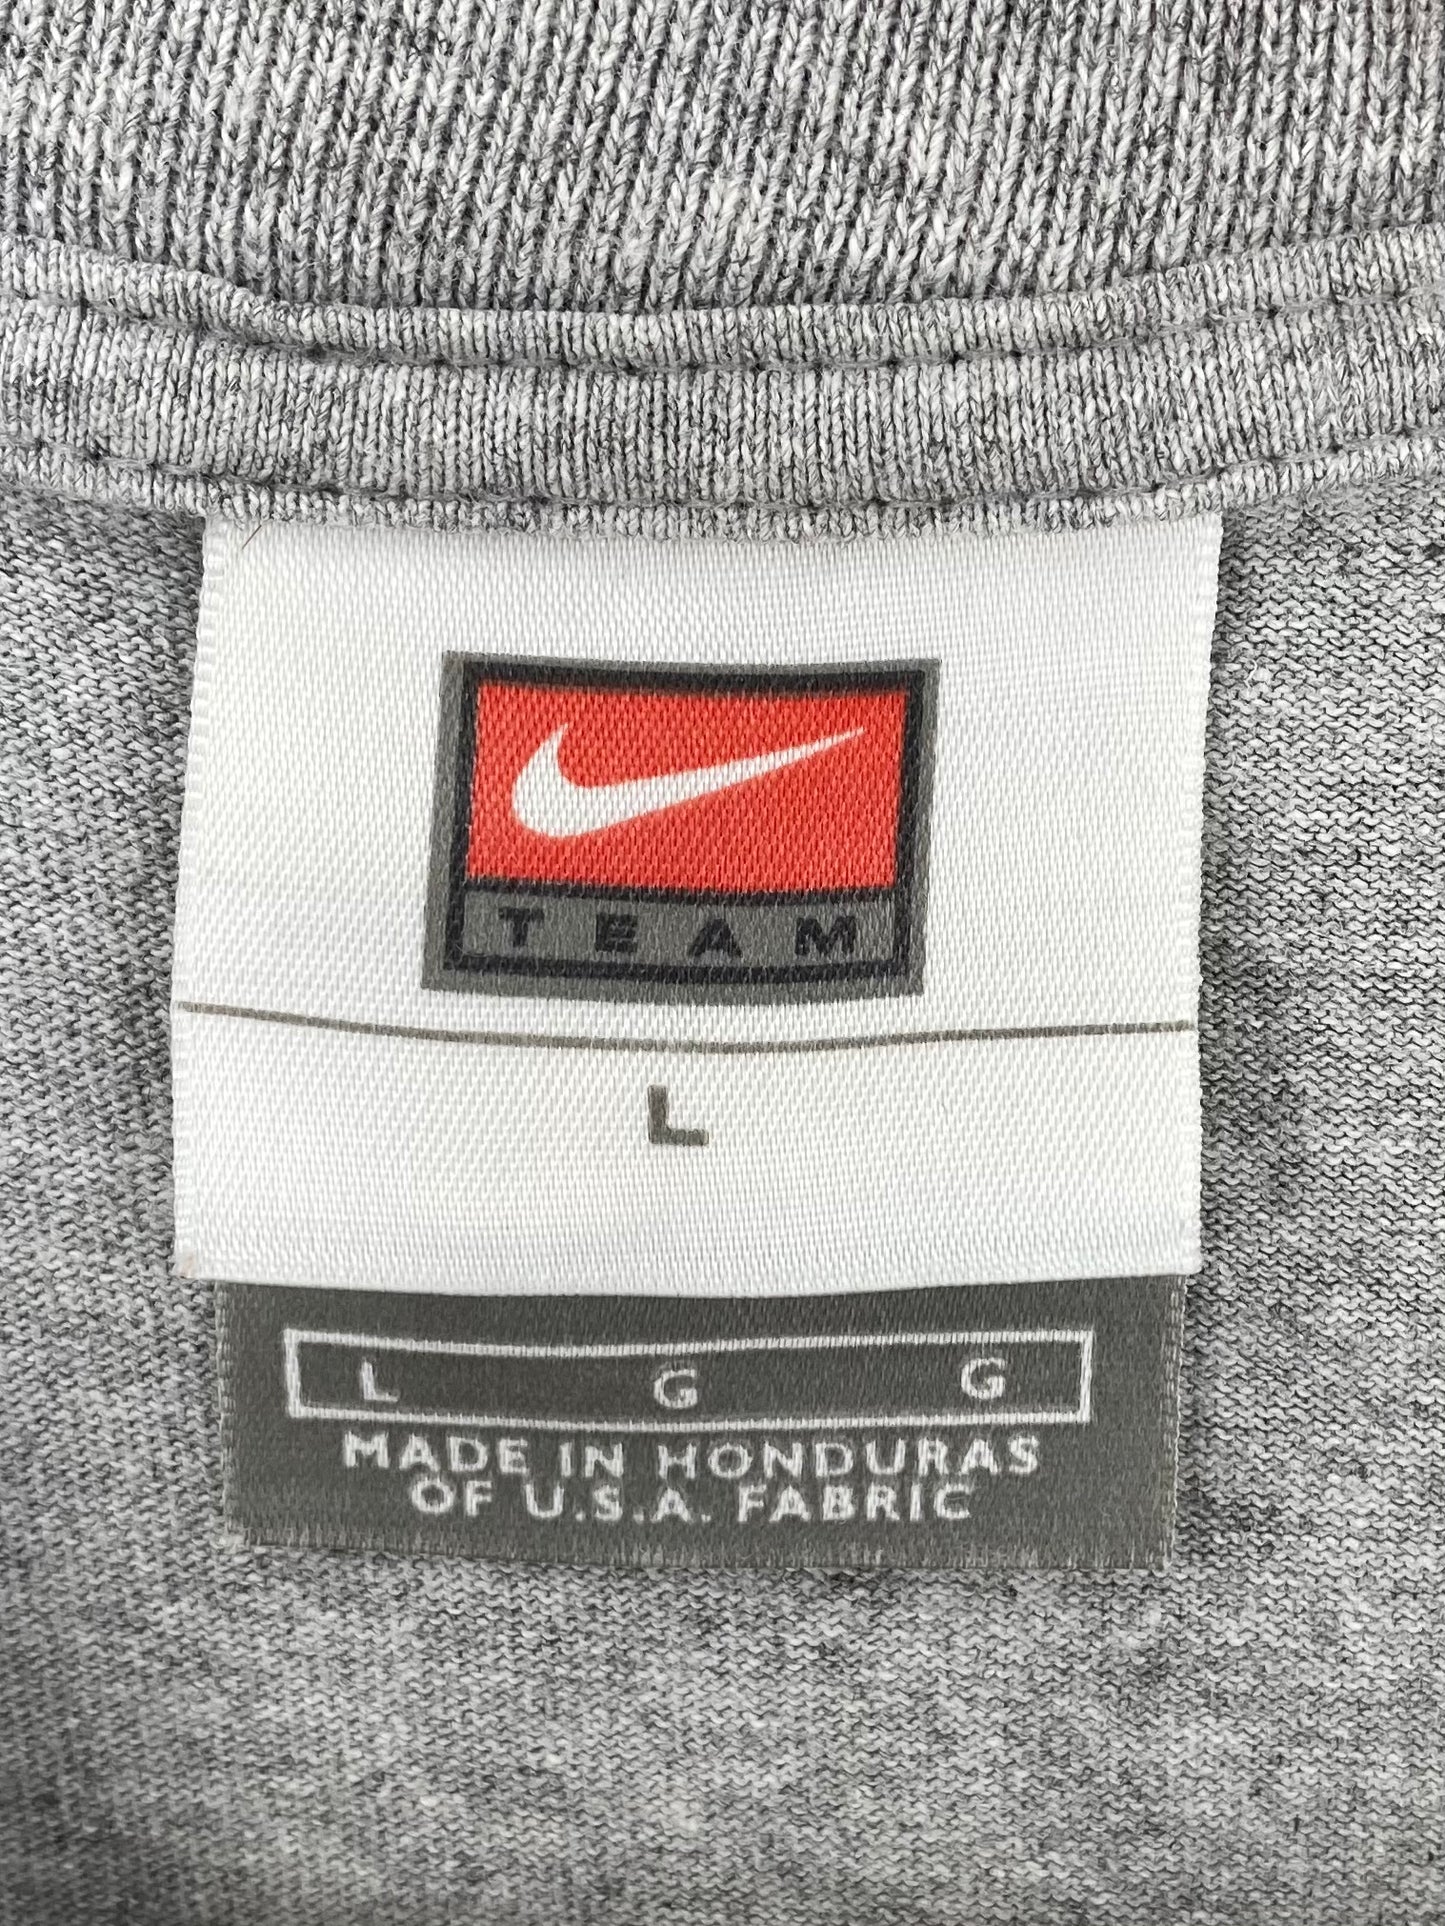 TEAM
L
L G G
MADE IN HONDURAS
OF U.S.A. FABRIC